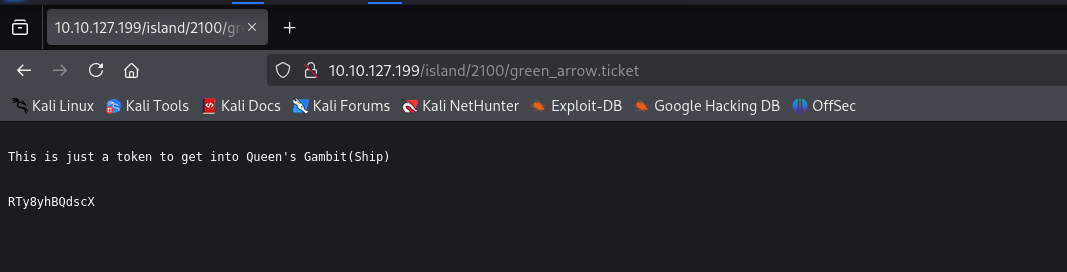 10.10.127.199/island/2100/gr
10.10.127.199/island/2100/green_arrow.ticket
Kali Linux Kali Tools Kali Docs Kali Forums Kali NetHunter Exploit-DB Google Hacking DB OffSec
This is just a token to get into Queen's Gambit(Ship)
RTy8yhBQdscX